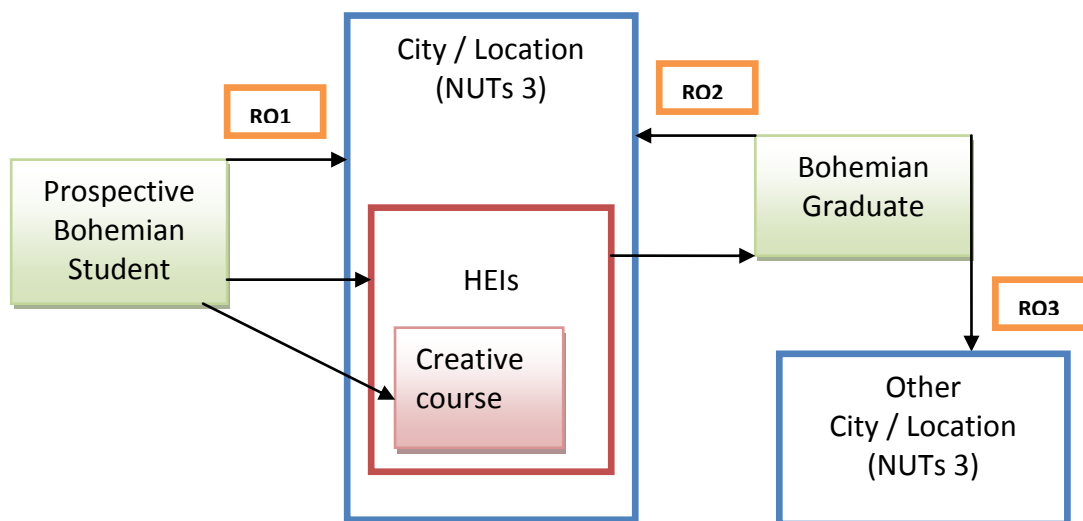 City / Location
(NUTs 3)
RO1
RO2
Prospective
Bohemian
Student
Bohemian
Graduate
HEIs
Creative
course
RO3
Other
City / Location
(NUTs 3)